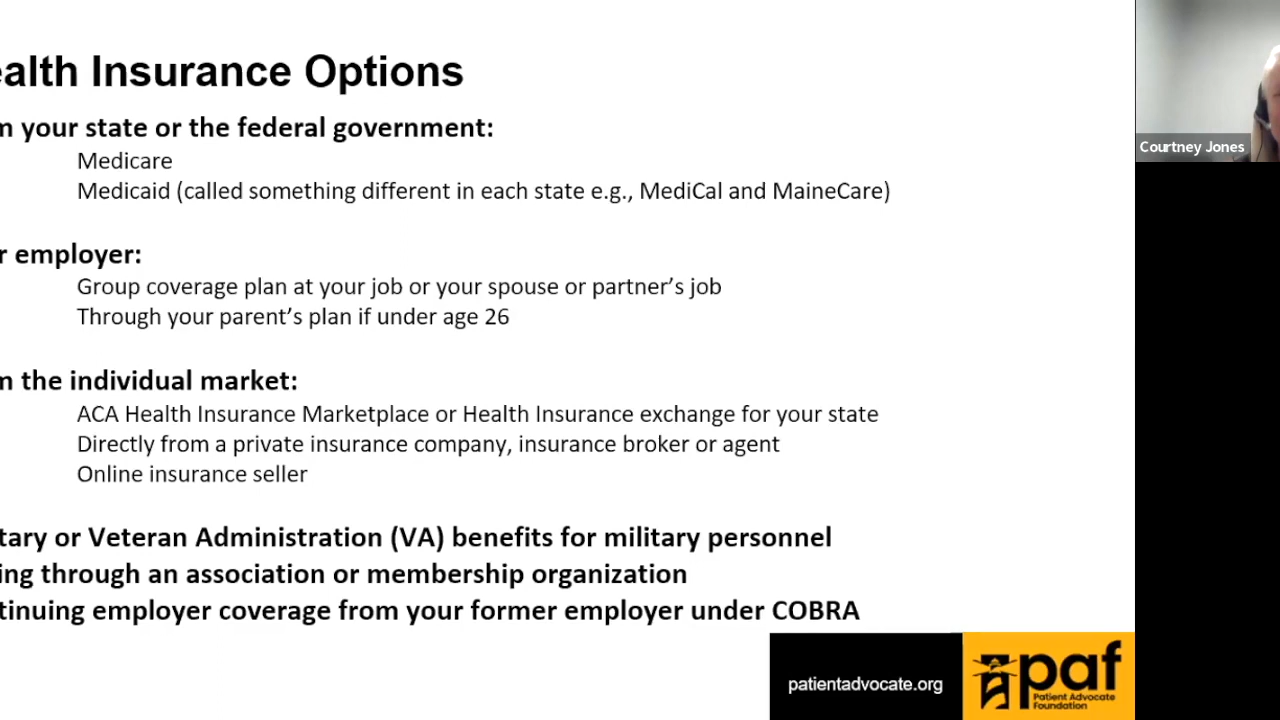 ealth Insurance Options
m your state or the federal government:
Medicare
Medicaid (called something different in each state e.g., MediCal and MaineCare)
r employer:
Group coverage plan at your job or your spouse or partner’s job
Through your parent’s plan if under age 26
m the individual market:
ACA Health Insurance Marketplace or Health Insurance exchange for your state
Directly from a private insurance company, insurance broker or agent
Online insurance seller
tary or Veteran Administration (VA) benefits for military personnel
ing through an association or membership organization
tinuing employer coverage from your former employer under COBRA
patientadvocate.org
paf
Patient Advocate
Foundation
Courtney Jones